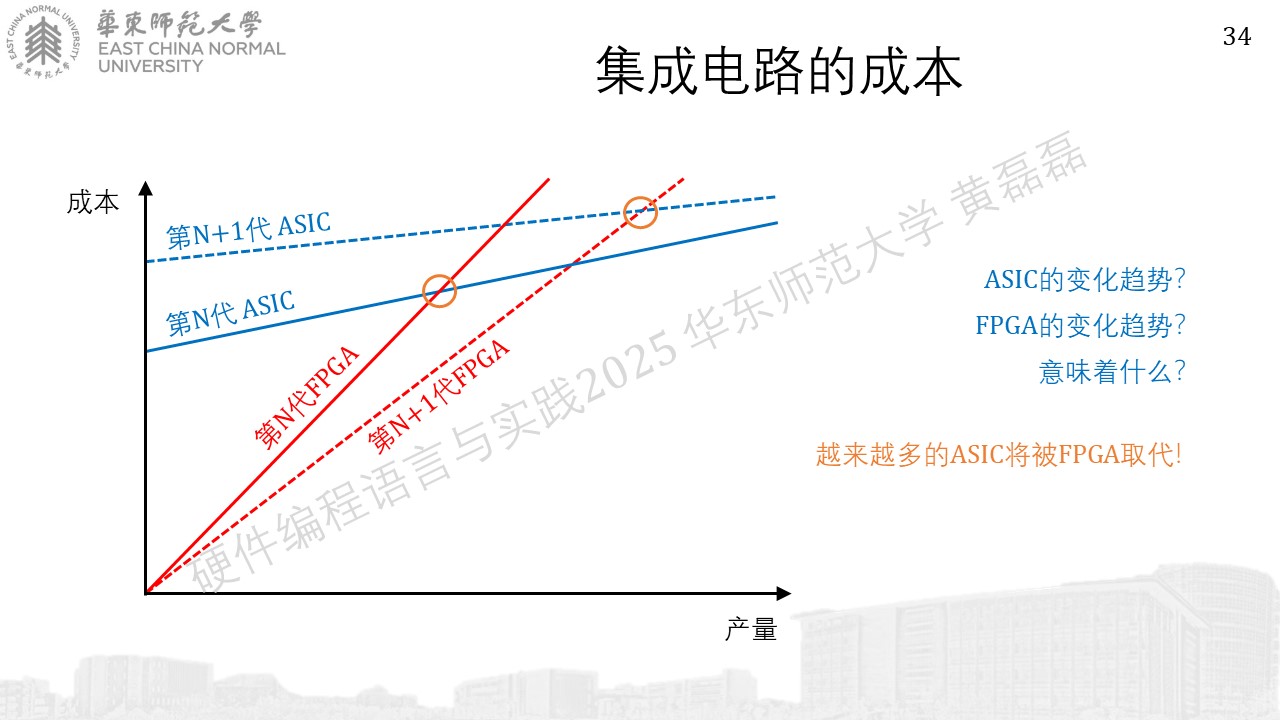 華東師範大學
EAST CHINA NORMAL
UNIVERSITY
EAST CHINA NORMAL UNIVERSITY
華東師範大學
34
集成电路的成本
成本
第N+1代 ASIC
第N代 ASIC
第N代FPGA
第N+1代FPGA
产量
ASIC的变化趋势?
FPGA的变化趋势?
意味着什么?
越来越多的ASIC将被FPGA取代!
硬件编程语言与实践2025 华东师范大学 黄磊磊